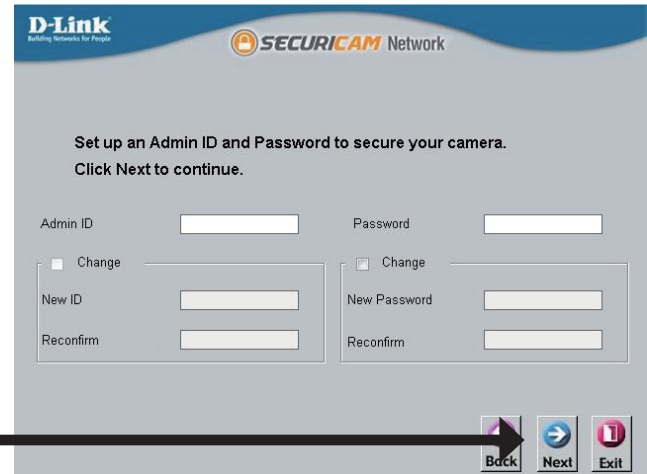 D-Link
Building Networks for People
SECURICAM Network
Set up an Admin ID and Password to secure your camera.
Click Next to continue.
Admin ID
Password
Change
Change
New ID
New Password
Reconfirm
Reconfirm
Back
Next
Exit